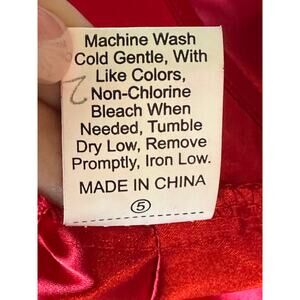 Machine Wash
Cold Gentle, With
Like Colors,
2
Non-Chlorine
Bleach When
Needed, Tumble
Dry Low, Remove
Promptly, Iron Low.
MADE IN CHINA
5